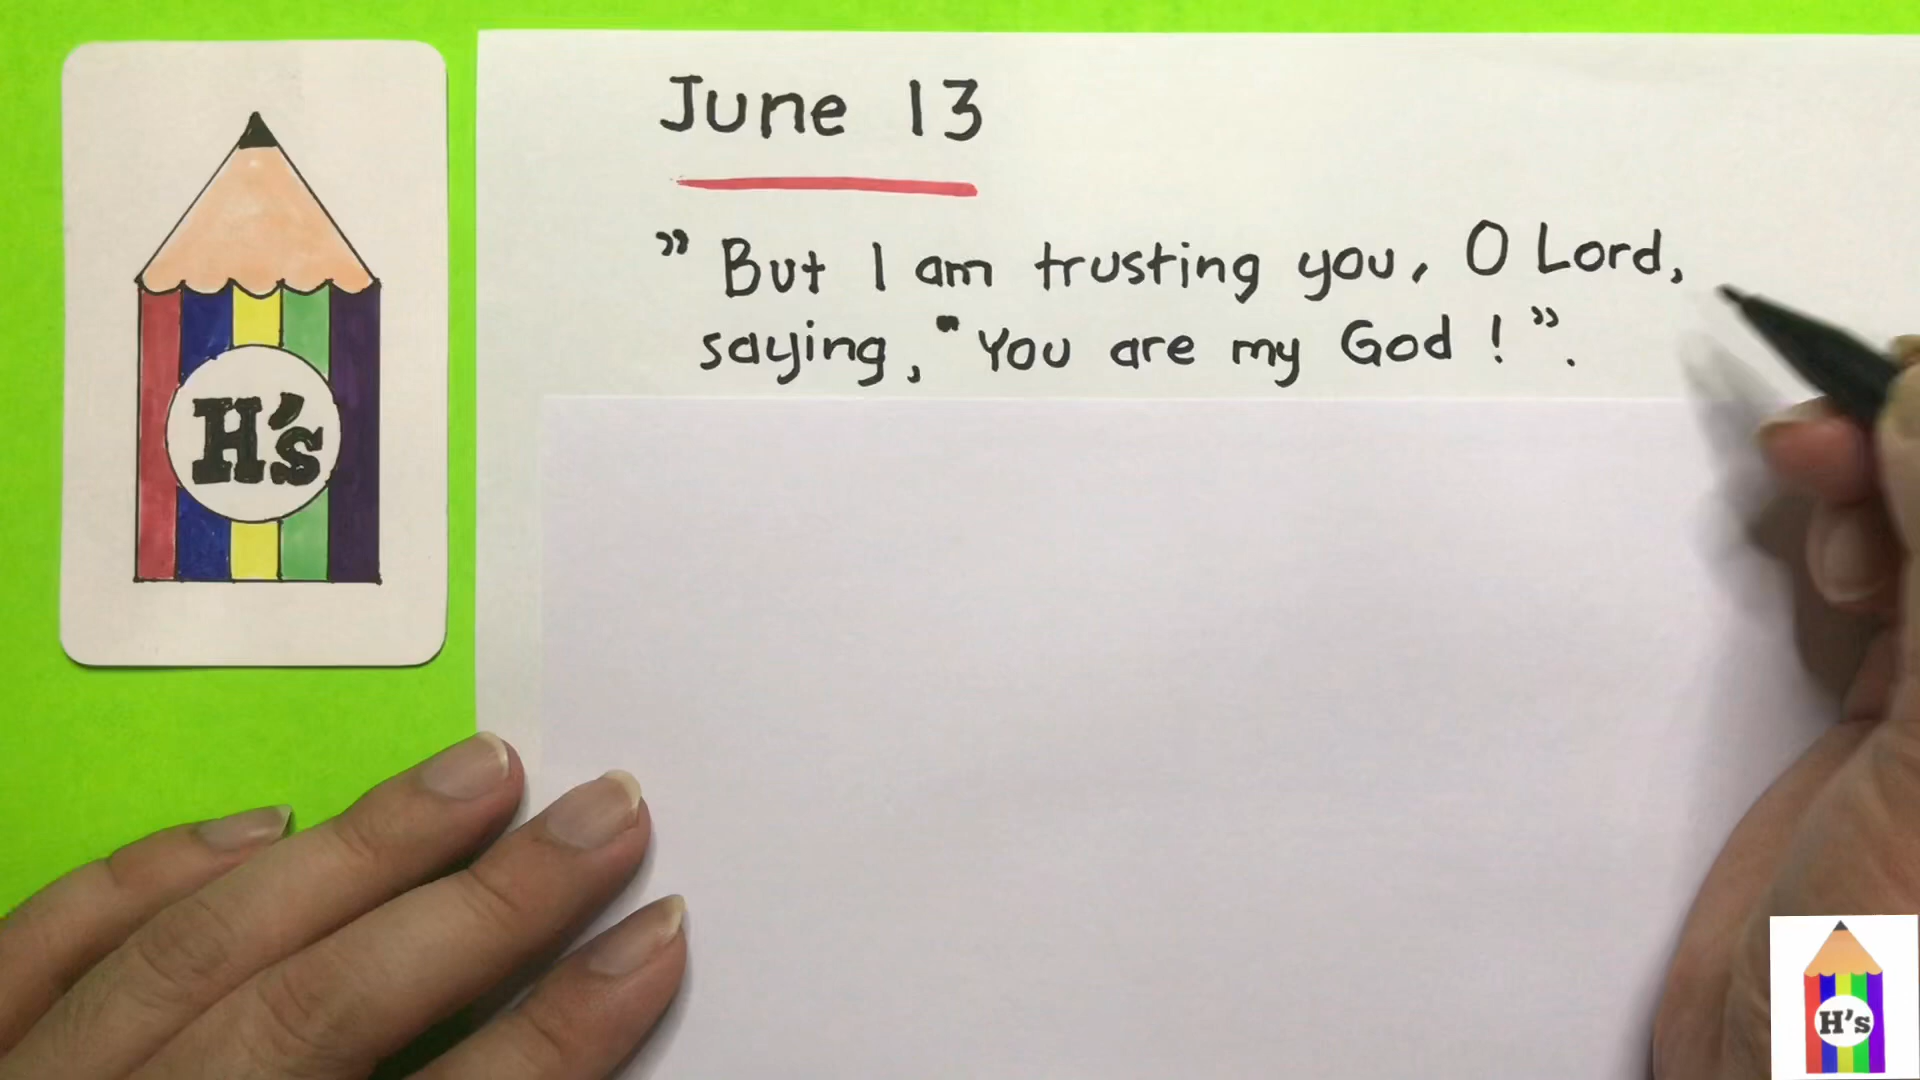 H's
June 13
”But I am trusting you, O Lord,
saying, "You are my God!”.
H's